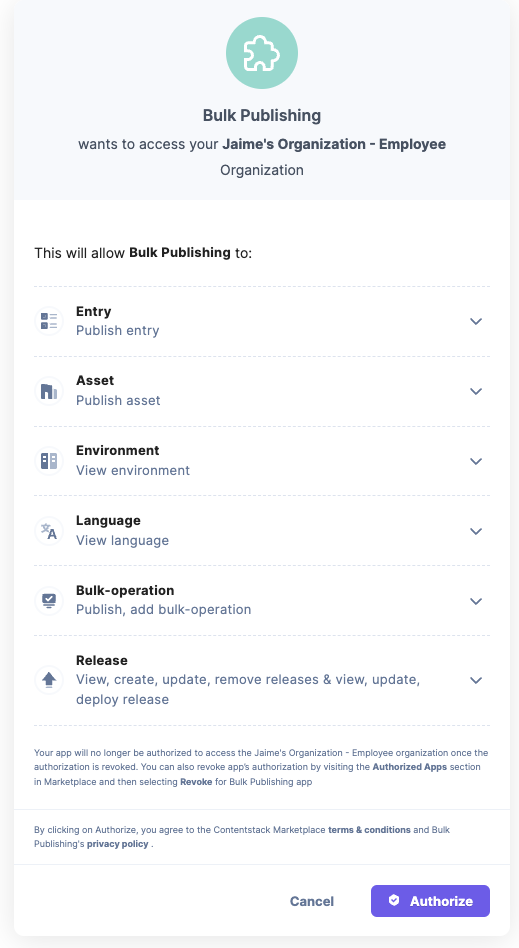 Bulk Publishing
wants to access your Jaime's Organization - Employee
Organization
This will allow Bulk Publishing to:
Entry
Publish entry
Asset
Publish asset
Environment
View environment
Language
View language
Bulk-operation
Publish, add bulk-operation
Release
View, create, update, remove releases & view, update,
deploy release
Your app will no longer be authorized to access the Jaime's Organization - Employee organization once the
authorization is revoked. You can also revoke app's authorization by visiting the Authorized Apps section
in Marketplace and then selecting Revoke for Bulk Publishing app
By clicking on Authorize, you agree to the Contentstack Marketplace terms & conditions and Bulk
Publishing's privacy policy .
Cancel
Authorize